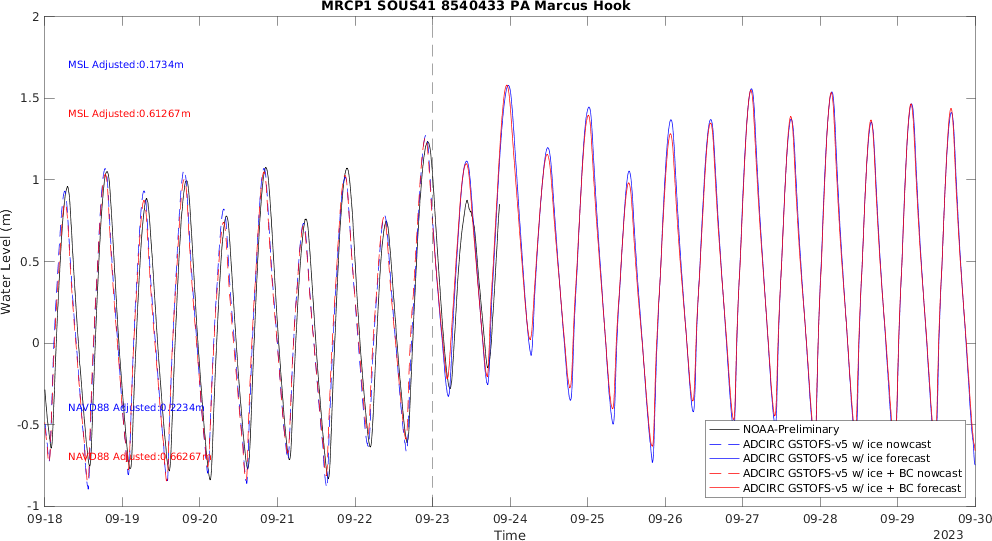 MRCP1 SOUS41 8540433 PA Marcus Hook
2
1.5
1
0.5
0
-0.5
-1
Water Level (m)
MSL Adjusted:0.1734m
MSL Adjusted:0.61267m
NAVD88 Adjusted:0.2234m
NAVD88 Adjusted:0.66267m
NOAA-Preliminary
ADCIRC GSTOFS-v5 w/ ice nowcast
ADCIRC GSTOFS-v5 w/ ice forecast
ADCIRC GSTOFS-v5 w/ ice + BC nowcast
ADCIRC GSTOFS-v5 w/ ice + BC forecast
09-18 09-19 09-20 09-21 09-22 09-23 09-24 09-25 09-26 09-27 09-28 09-29 09-30
Time
2023